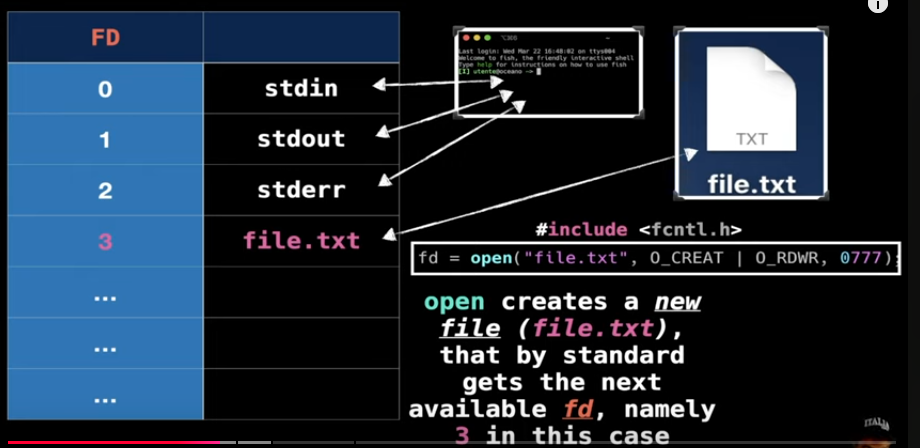 FD
0 stdin
1 stdout
2 stderr
3 file.txt
...
...
...
Last login: Wed Mar 22 16:48:02 on ttys004
Welcome to fish, the friendly interactive shell
Type help for instructions on how to use fish
[I] utente@oceano ~>
TXT
file.txt
#include <fcntl.h>
fd = open("file.txt", O_CREAT | O_RDWR, 0777);
open creates a new
file (file.txt),
that by standard
gets the next
available fd, namely
3 in this case
ITALIA